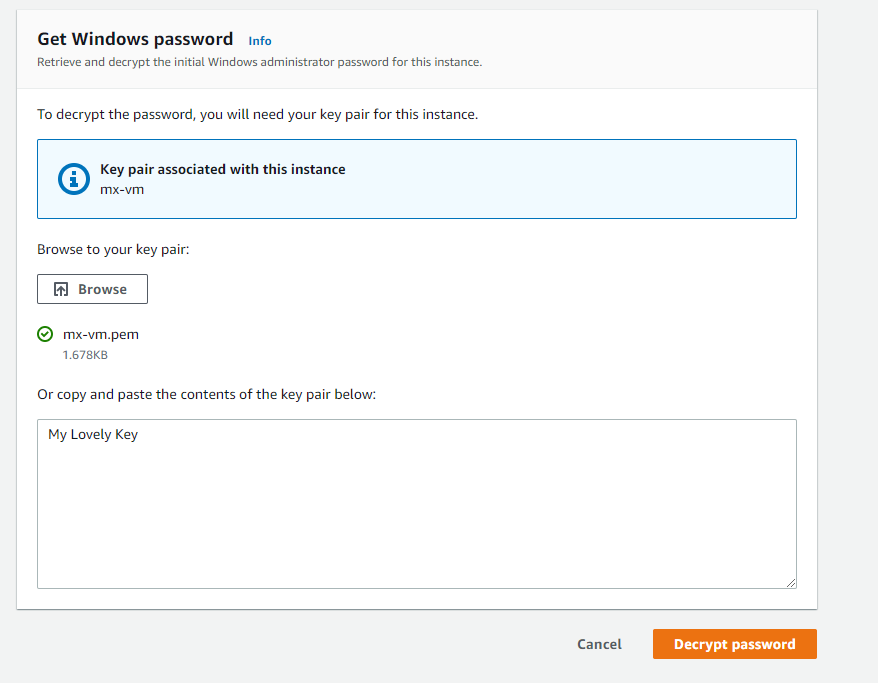 Get Windows password Info
Retrieve and decrypt the initial Windows administrator password for this instance.
To decrypt the password, you will need your key pair for this instance.
Key pair associated with this instance
mx-vm
Browse to your key pair:
Browse
mx-vm.pem
1.678KB
Or copy and paste the contents of the key pair below:
My Lovely Key
Cancel Decrypt password